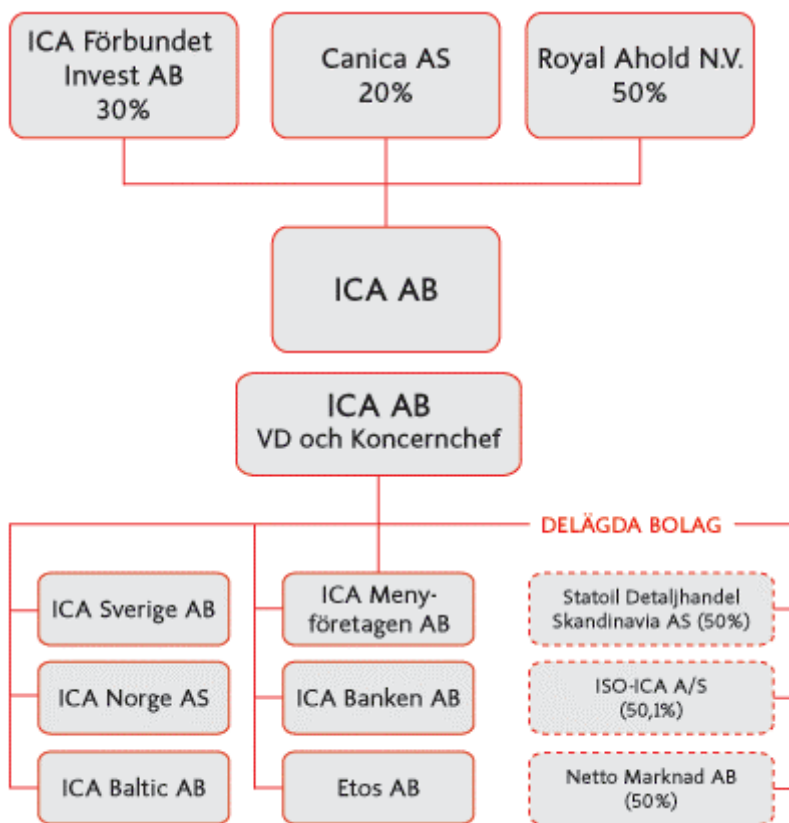 ICA Förbundet
Invest AB
30%
Canica AS
20%
Royal Ahold N.V.
50%
ICA AB
ICA AB
VD och Koncernchef
DELÄGDA BOLAG
ICA Sverige AB
ICA Meny-
företagen AB
Statoil Detaljhandel
Skandinavia AS (50%)
ICA Norge AS
ICA Banken AB
ISO-ICA A/S
(50,1%)
ICA Baltic AB
Etos AB
Netto Marknad AB
(50%)